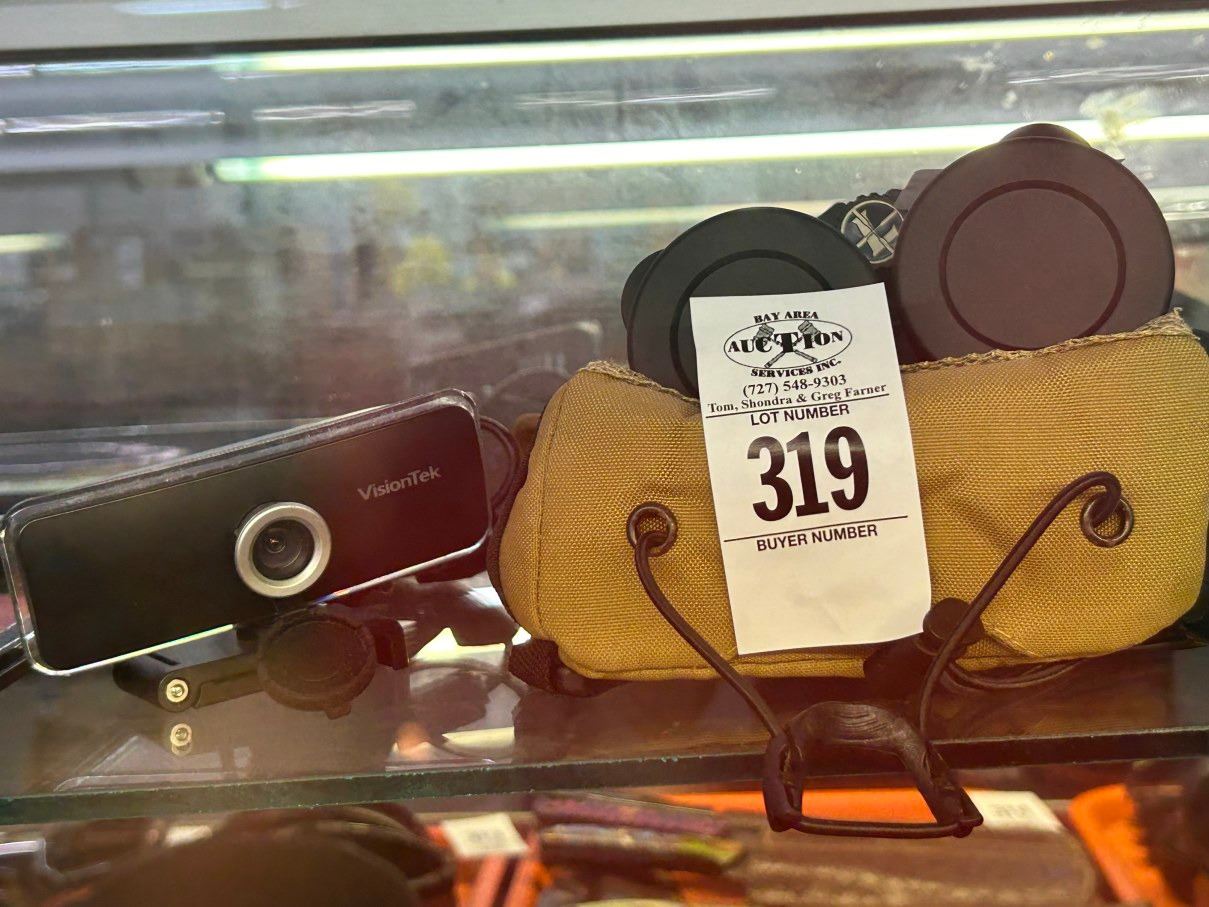 VisionTek
BAY AREA
AUCTION
SERVICES INC.
(727) 548-9303
Tom, Shondra & Greg Farner
LOT NUMBER
319
BUYER NUMBER